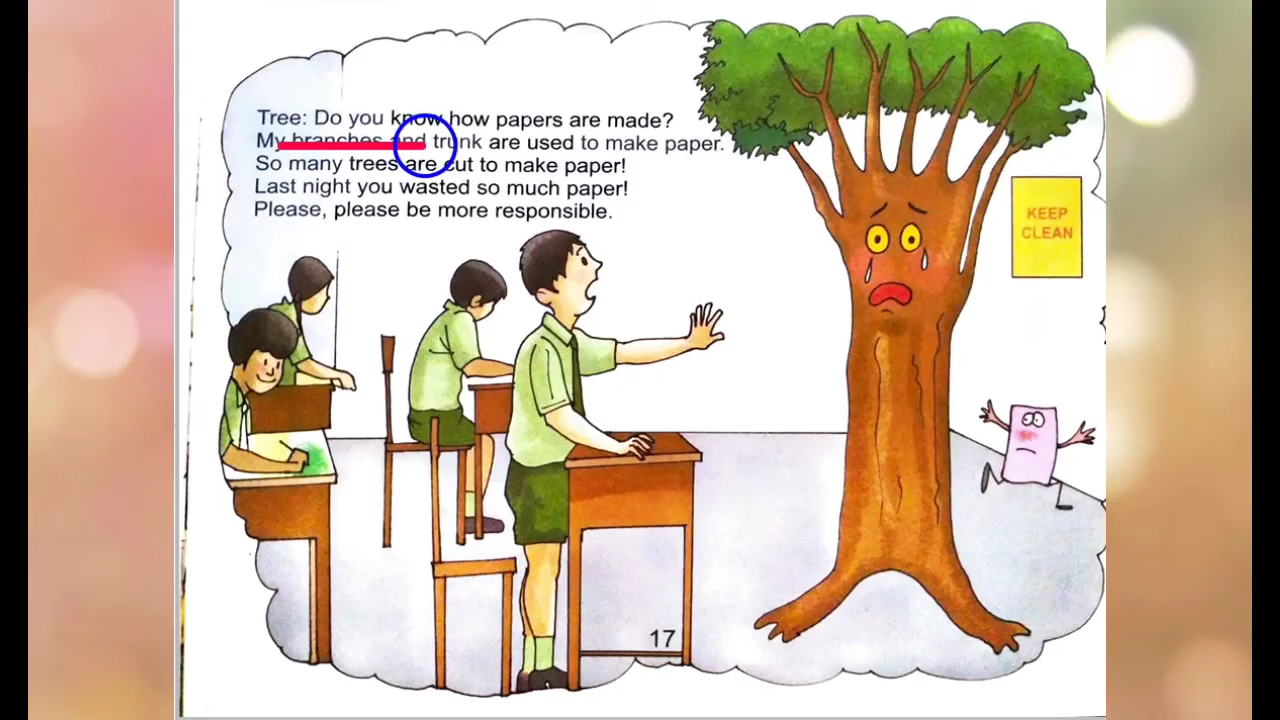 Tree: Do you know how papers are made?
My branches and trunk are used to make paper.
So many trees are cut to make paper!
Last night you wasted so much paper!
Please, please be more responsible.
KEEP
CLEAN
17